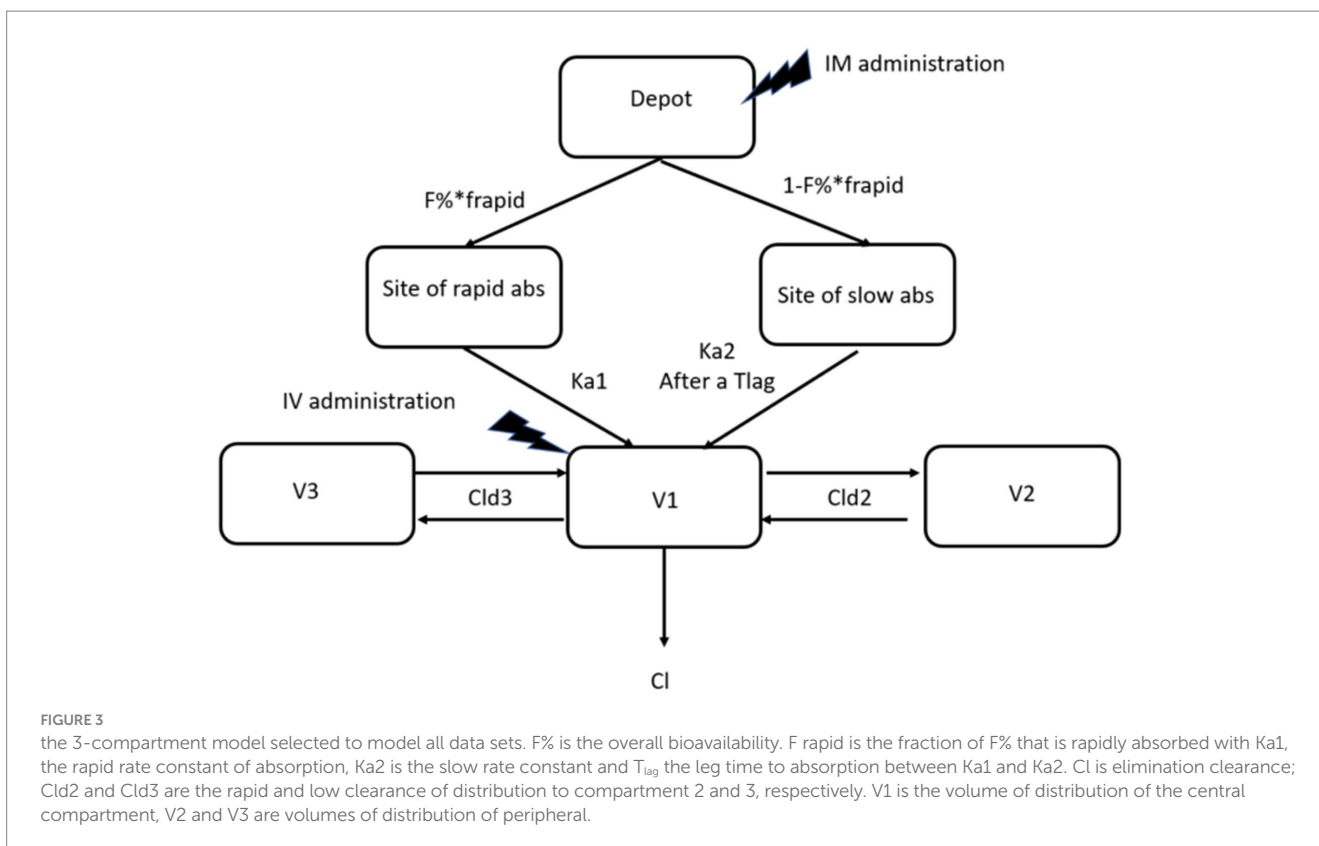 IM administration
Depot
F%*frapid
1-F%*frapid
Site of rapid abs
Site of slow abs
Ka1
Ka2
After a Tlag
IV administration
V3
Cld3
V1
Cld2
V2
Cl
FIGURE 3
the 3-compartment model selected to model all data sets. F% is the overall bioavailability. F rapid is the fraction of F% that is rapidly absorbed with Ka1,
the rapid rate constant of absorption, Ka2 is the slow rate constant and Tlag the leg time to absorption between Ka1 and Ka2. Cl is elimination clearance;
Cld2 and Cld3 are the rapid and low clearance of distribution to compartment 2 and 3, respectively. V1 is the volume of distribution of the central
compartment, V2 and V3 are volumes of distribution of peripheral.